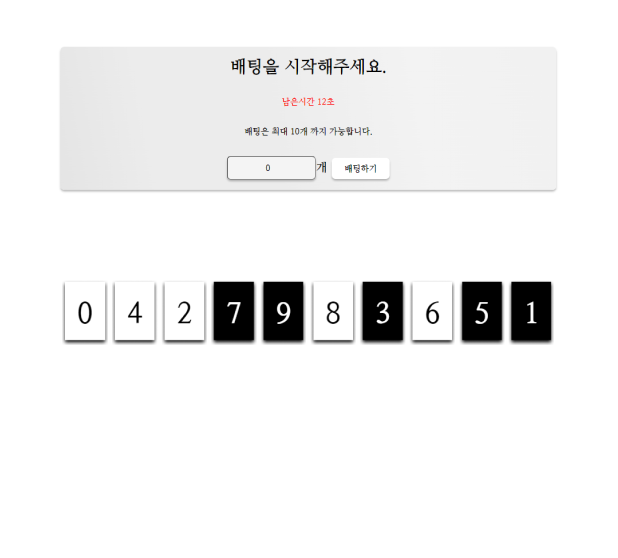 배팅을 시작해주세요.
남은시간 12초
배팅은 최대 10개 까지 가능합니다.
0 개 배팅하기
0 4 2 7 9 8 3 6 5 1